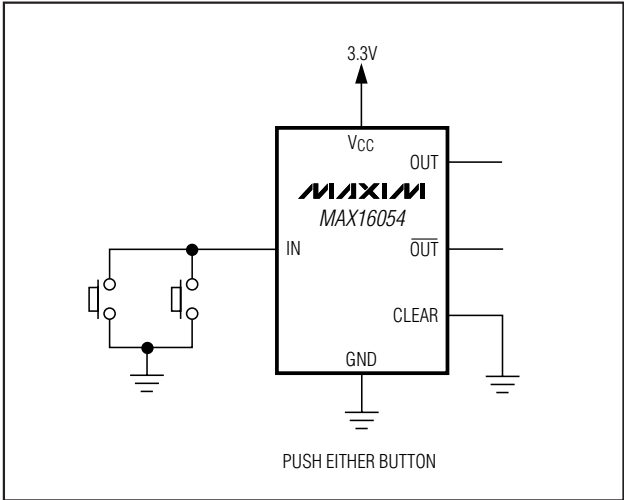 3.3V
VCC
OUT
MAXIM
MAX16054
IN
OUT
CLEAR
GND
PUSH EITHER BUTTON